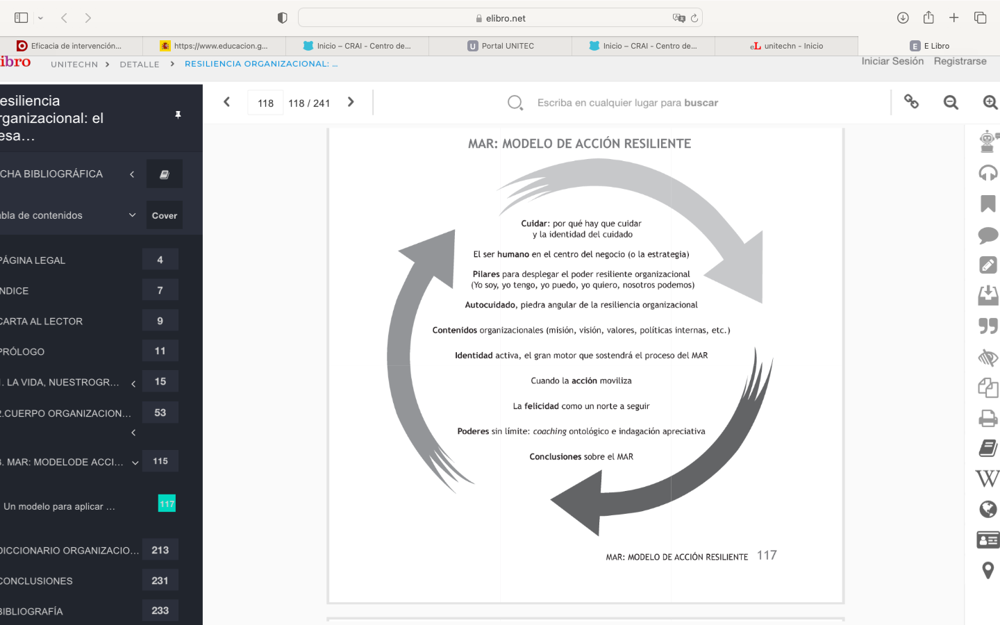 elibro.net
Eficacia de intervención...
https://www.educacion.g...
Inicio – CRAI - Centro de...
U Portal UNITEC
Inicio – CRAI - Centro de...
eL unitechn - Inicio
E E Libro
ibro
UNITECHN > DETALLE > RESILIENCIA ORGANIZACIONAL: ...
Iniciar Sesión Registrarse
esiliencia
rganizacional: el
esa...
118 118 / 241
Escriba en cualquier lugar para buscar
CHA BIBLIOGRÁFICA
abla de contenidos Cover
PÁGINA LEGAL 4
NDICE 7
CARTA AL LECTOR 9
PRÓLOGO 11
1. LA VIDA, NUESTROGR... 15
2.CUERPO ORGANIZACION... 53
3. MAR: MODELODE ACCI... 115
Un modelo para aplicar ... 117
DICCIONARIO ORGANIZACIO... 213
CONCLUSIONES 231
BIBLIOGRAFÍA 233
MAR: MODELO DE ACCIÓN RESILIENTE
Cuidar: por qué hay que cuidar
y la identidad del cuidado
El ser humano en el centro del negocio (o la estrategia)
Pilares para desplegar el poder resiliente organizacional
(Yo soy, yo tengo, yo puedo, yo quiero, nosotros podemos)
Autocuidado, piedra angular de la resiliencia organizacional
Contenidos organizacionales (misión, visión, valores, políticas internas, etc.)
Identidad activa, el gran motor que sostendrá el proceso del MAR
Cuando la acción moviliza
La felicidad como un norte a seguir
Poderes sin límite: coaching ontológico e indagación apreciativa
Conclusiones sobre el MAR
MAR: MODELO DE ACCIÓN RESILIENTE 117
W